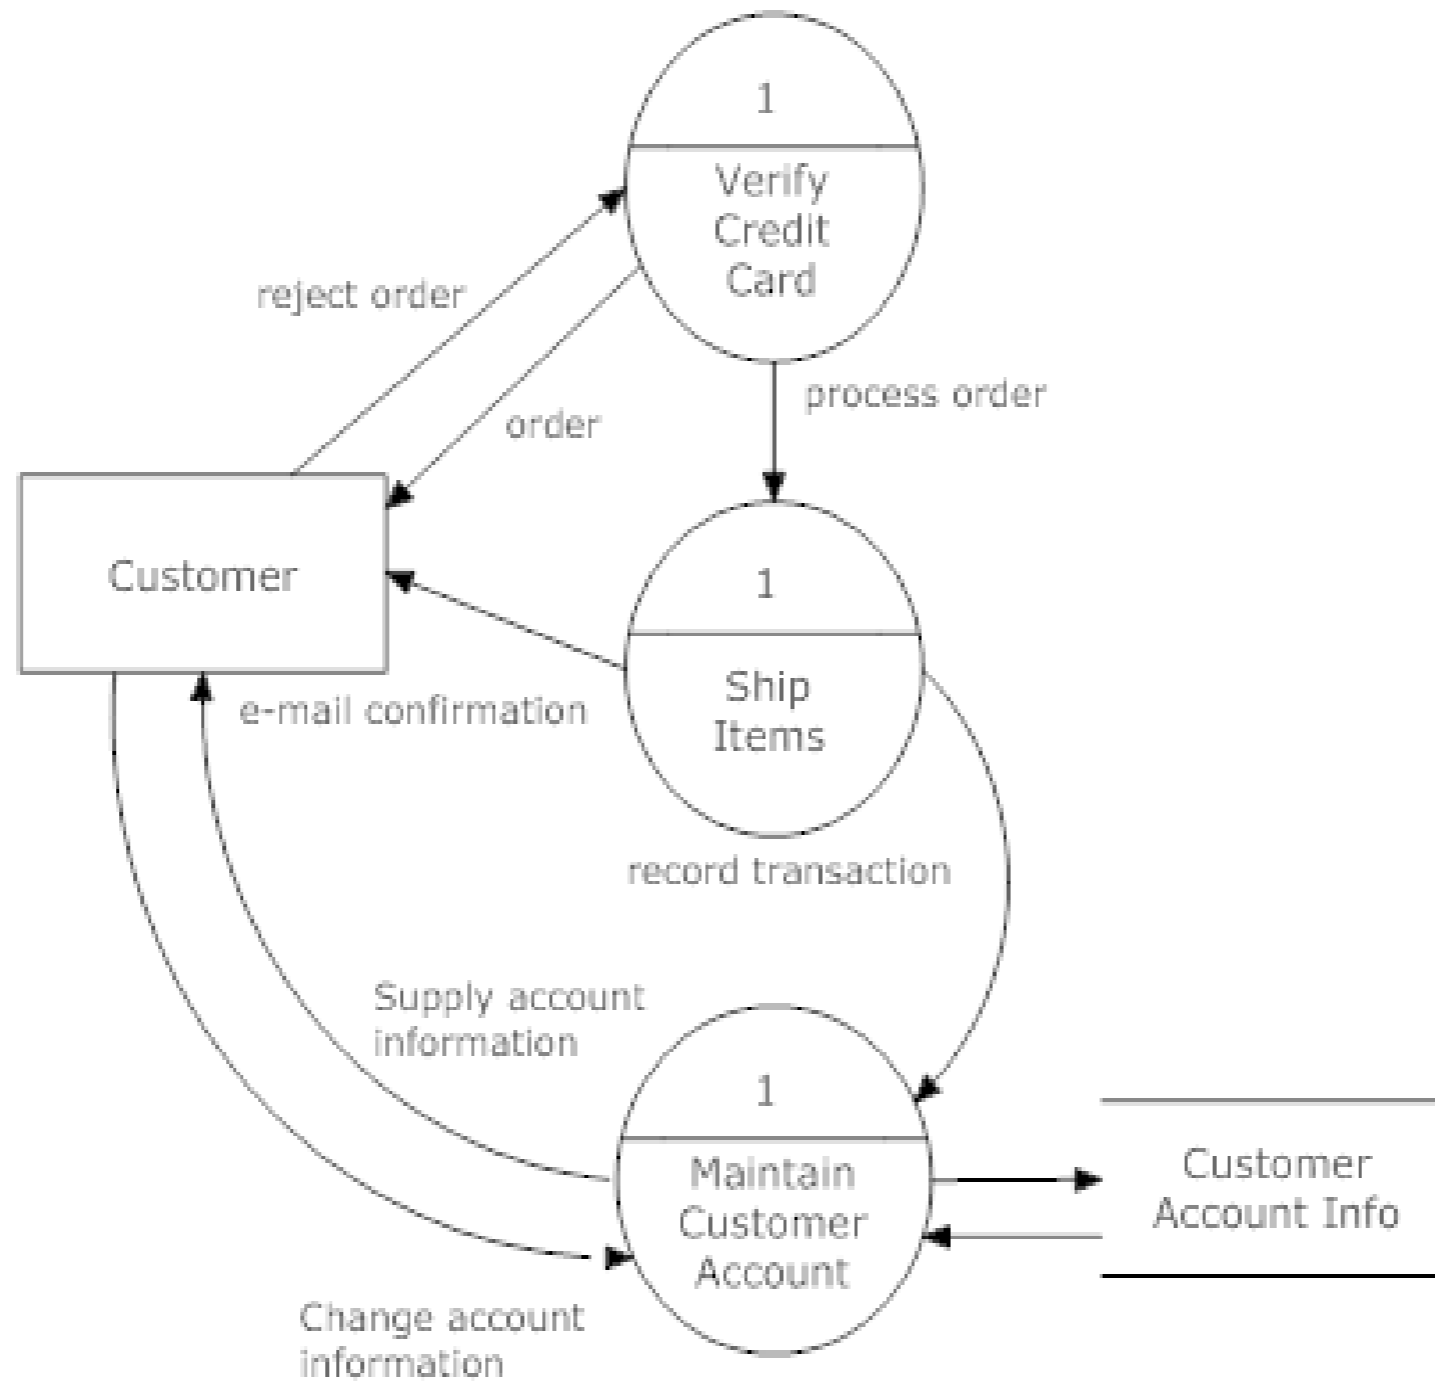 1
Verify
Credit
Card
reject order
process order
order
Customer
1
Ship
Items
e-mail confirmation
record transaction
Supply account
information
1
Maintain
Customer
Account
Customer
Account Info
Change account
information